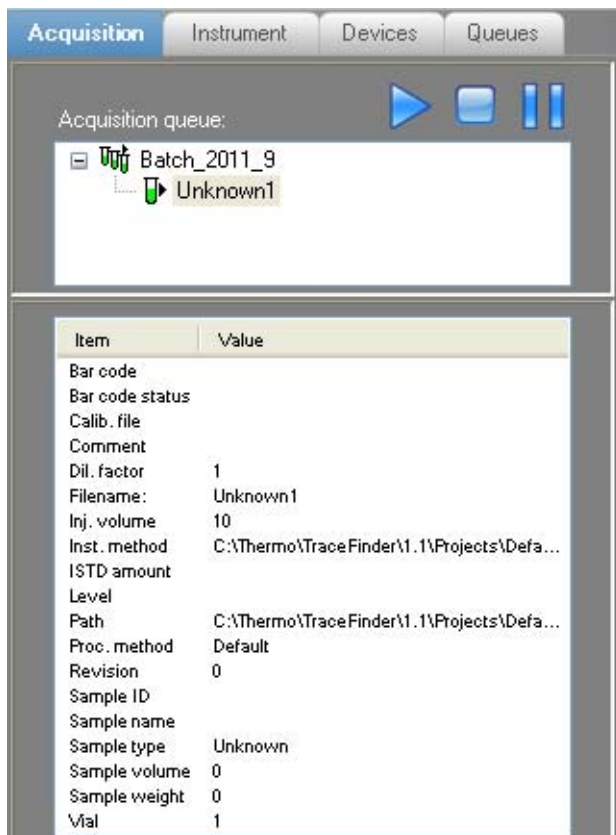 Acquisition Instrument Devices Queues
Acquisition queue:
Batch_2011_9
Unknown1
Item Value
Bar code
Bar code status
Calib. file
Comment
Dil. factor 1
Filename: Unknown1
Inj. volume 10
Inst. method C:\Thermo\TraceFinder\1.1\Projects\Defa...
ISTD amount
Level
Path C:\Thermo\TraceFinder\1.1\Projects\Defa...
Proc. method Default
Revision 0
Sample ID
Sample name
Sample type Unknown
Sample volume 0
Sample weight 0
Vial 1